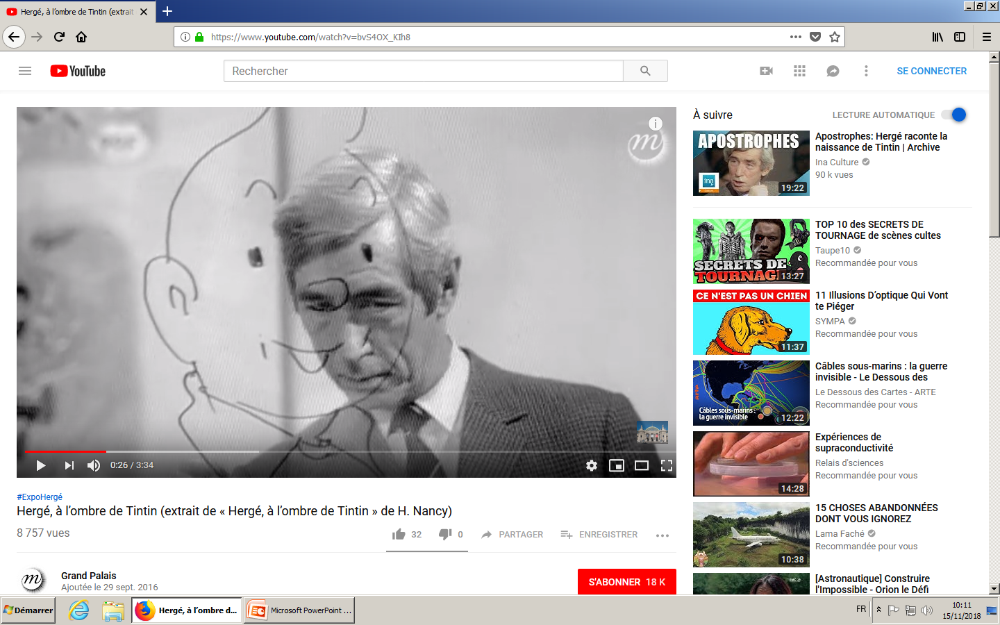 Hergé, à l'ombre de Tintin (extrait
https://www.youtube.com/watch?v=bvS4OX_KIh8
YouTube
Rechercher
SE CONNECTER
m
0:26 / 3:34
#ExpoHergé
Hergé, à l'ombre de Tintin (extrait de « Hergé, à l'ombre de Tintin » de H. Nancy)
8 757 vues
32
0
PARTAGER
ENREGISTRER
m
Grand Palais
Ajoutée le 29 sept. 2016
S'ABONNER 18 K
À suivre
LECTURE AUTOMATIQUE
APOSTROPHES
ina
19:22
Apostrophes: Hergé raconte la
naissance de Tintin | Archive
Ina Culture
90 k vues
SECRETS DE
TOURNAGE
13:27
TOP 10 des SECRETS DE
TOURNAGE de scènes cultes
Taupe10
Recommandée pour vous
CE N'EST PAS UN CHIEN
11:37
11 Illusions D'optique Qui Vont
te Piéger
SYMPA
Recommandée pour vous
arte
Câbles sous-marins :
la guerre invisible
12:22
Câbles sous-marins : la guerre
invisible - Le Dessous des
Le Dessous des Cartes - ARTE
Recommandée pour vous
14:28
Expériences de
supraconductivité
Relais d'sciences
Recommandée pour vous
10:38
15 CHOSES ABANDONNÉES
DONT VOUS IGNOREZ
Lama Faché
Recommandée pour vous
[Astronautique] Construire
l'Impossible - Orion le Défi
Démarrer
Hergé, à l'ombre d...
Microsoft PowerPoint ...
FR
10:11
15/11/2018